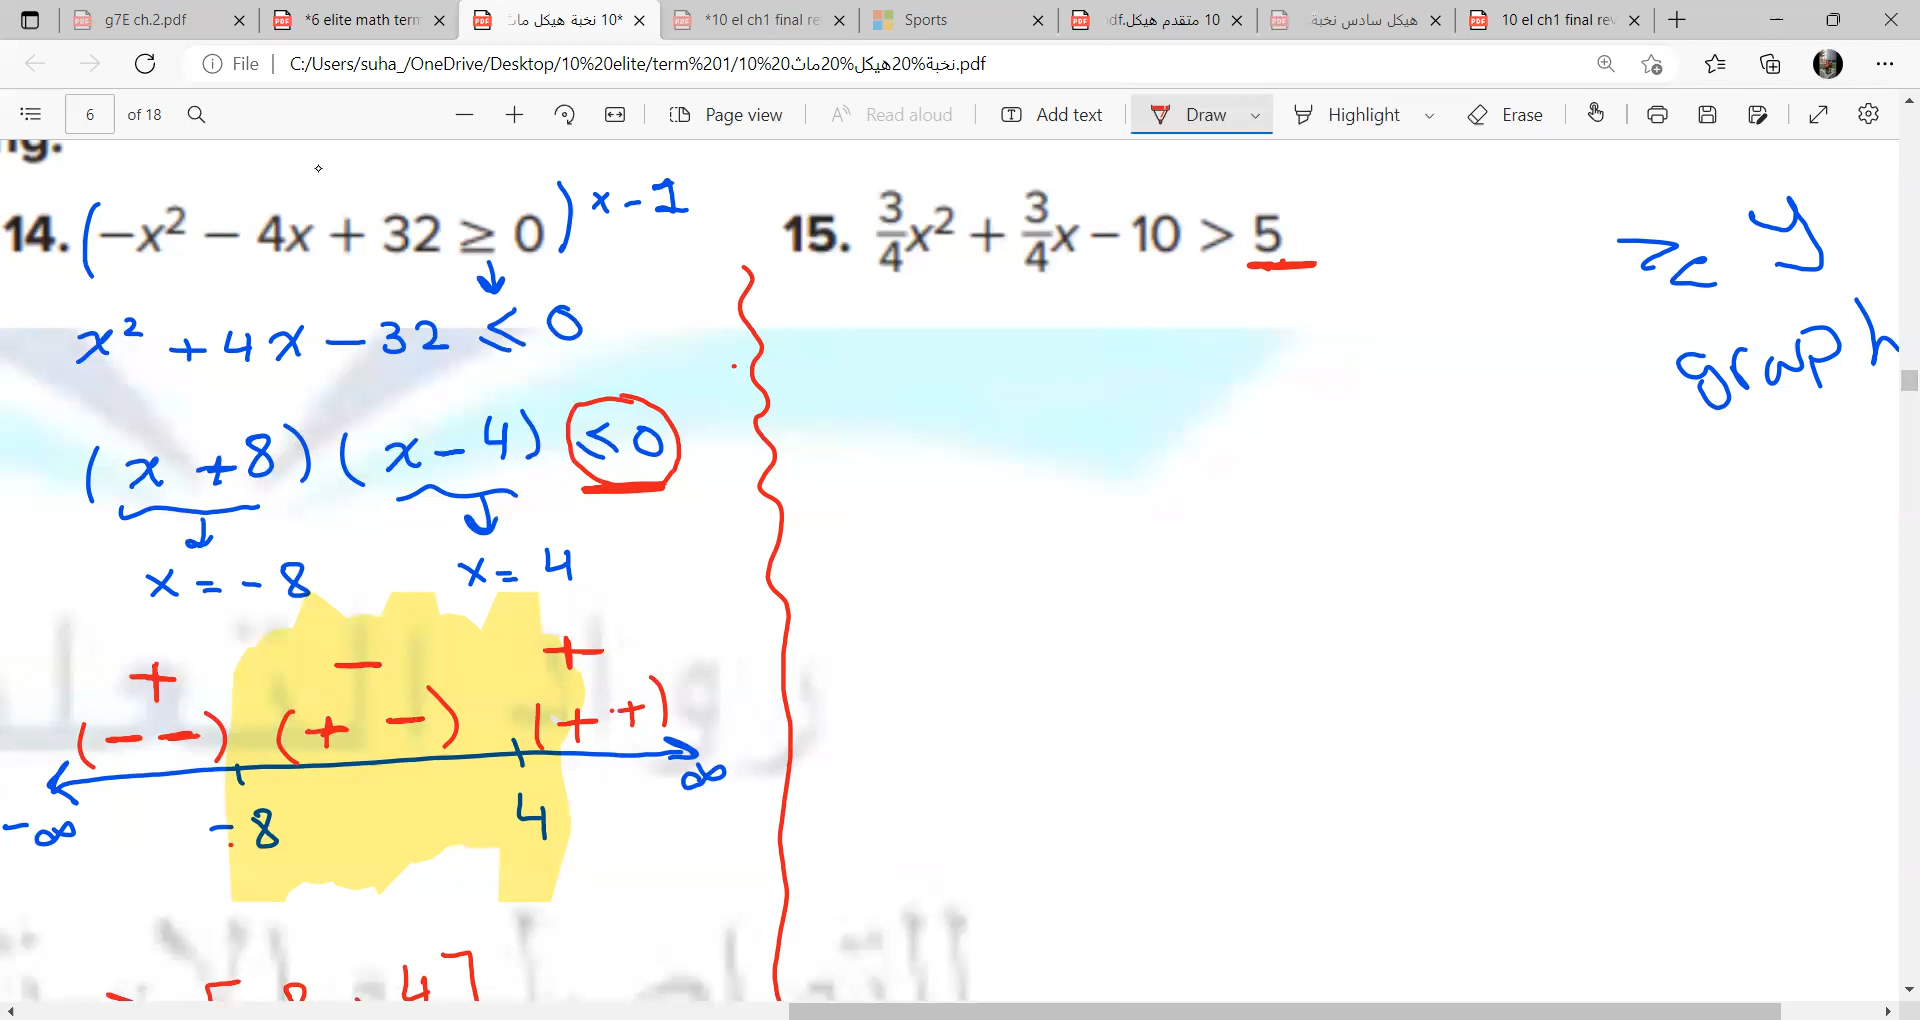 g7E ch.2.pdf
*6 elite math term
*10 نخبة هيكل ماث
*10 el ch1 final re
Sports
10 متقدم هيكل.pdf
هيكل سادس نخبة
10 el ch1 final rev
File
C:/Users/suha_/OneDrive/Desktop/10%20elite/term%201/10%20نخبة%20هيكل%20ماث.pdf
6 of 18
Page view
Read aloud
Add text
Draw
Highlight
Erase
14. (−x² − 4x + 32 ≥ 0) x − 1
x² + 4x − 32 ≤ 0
(x + 8)(x − 4) ≤ 0
x = − 8
x = 4
+ − +
(− −) (+ −) (+ +)
−∞ −8 4 ∞
15. 3/4x² + 3/4x − 10 > 5
y
graph